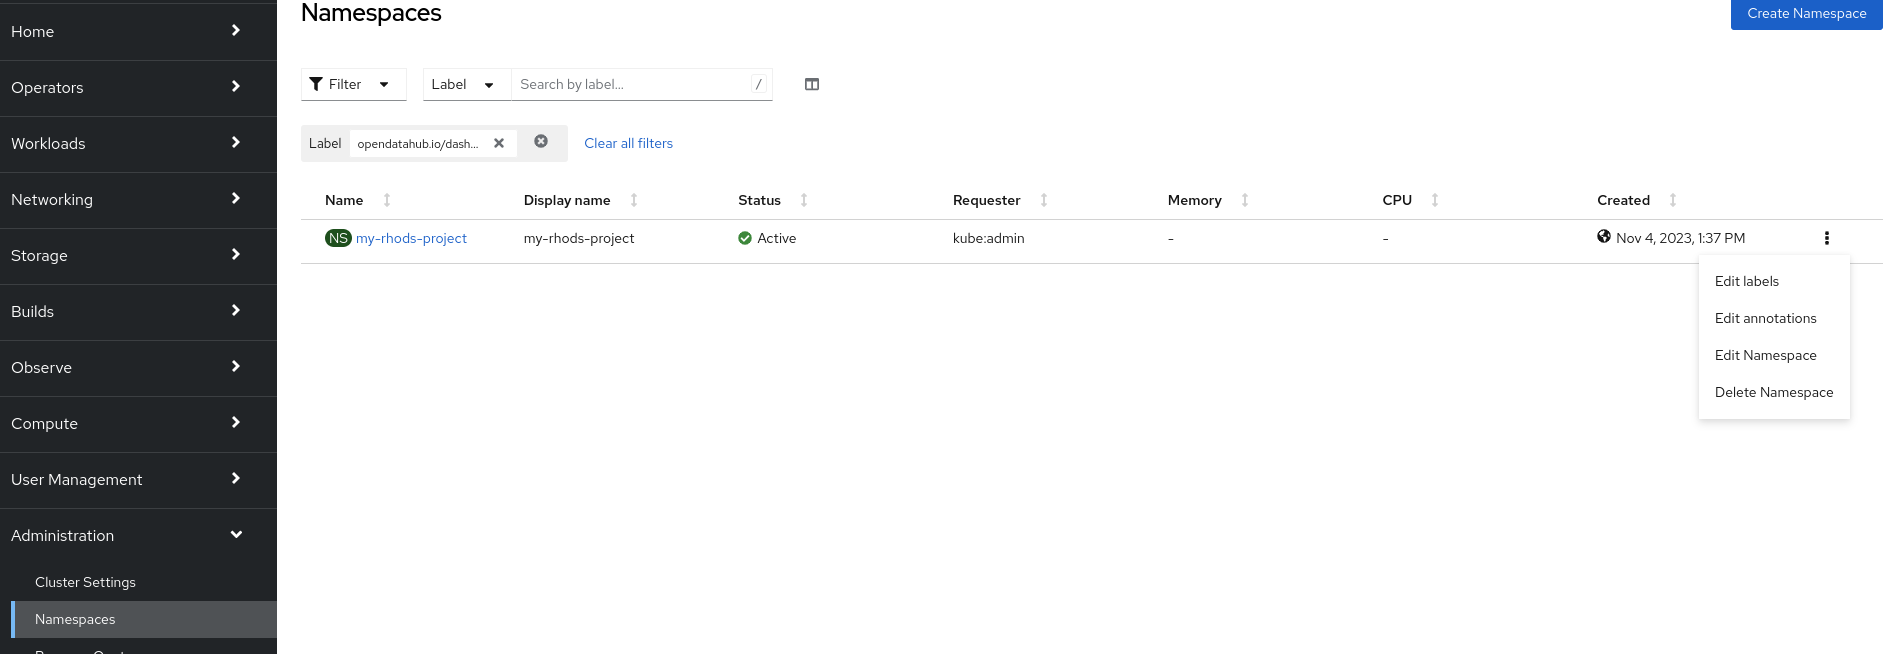 Home
Operators
Workloads
Networking
Storage
Builds
Observe
Compute
User Management
Administration
Cluster Settings
Namespaces
Namespaces
Create Namespace
Filter Label Search by label... /
Label opendatahub.io/dash... Clear all filters
Name Display name Status Requester Memory CPU Created
NS my-rhods-project my-rhods-project Active kube:admin - - Nov 4, 2023, 1:37 PM
Edit labels
Edit annotations
Edit Namespace
Delete Namespace